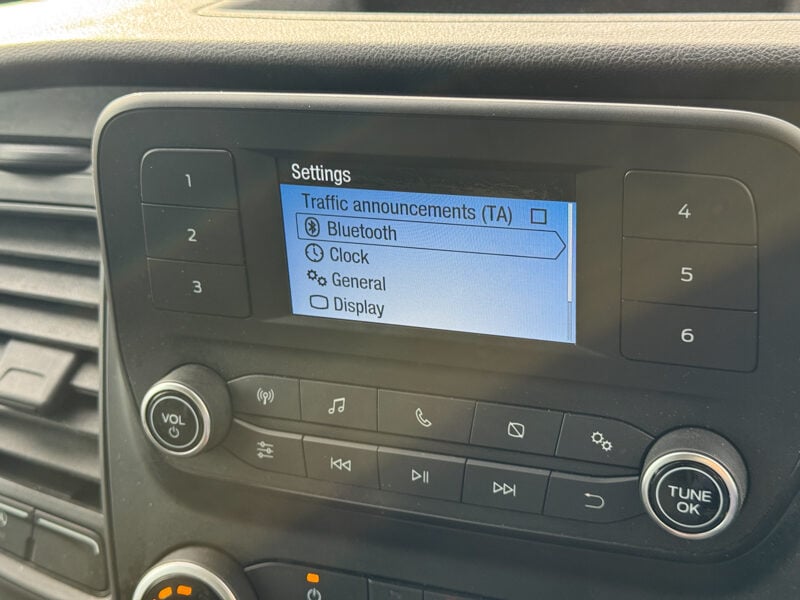 Settings
Traffic announcements (TA)
Bluetooth
Clock
General
Display
1
2
3
4
5
6
VOL
TUNE
OK